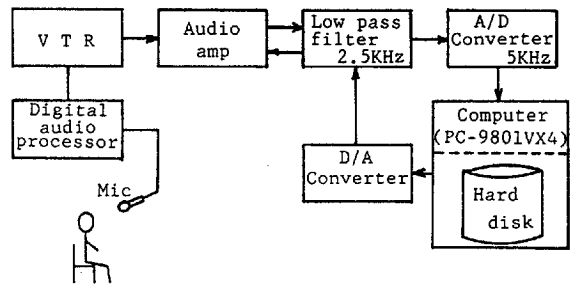 V T R
Audio
amp
Low pass
filter
2.5KHz
A/D
Converter
5KHz
Digital
audio
processor
Mic
D/A
Converter
Computer
(PC-9801VX4)
Hard
disk